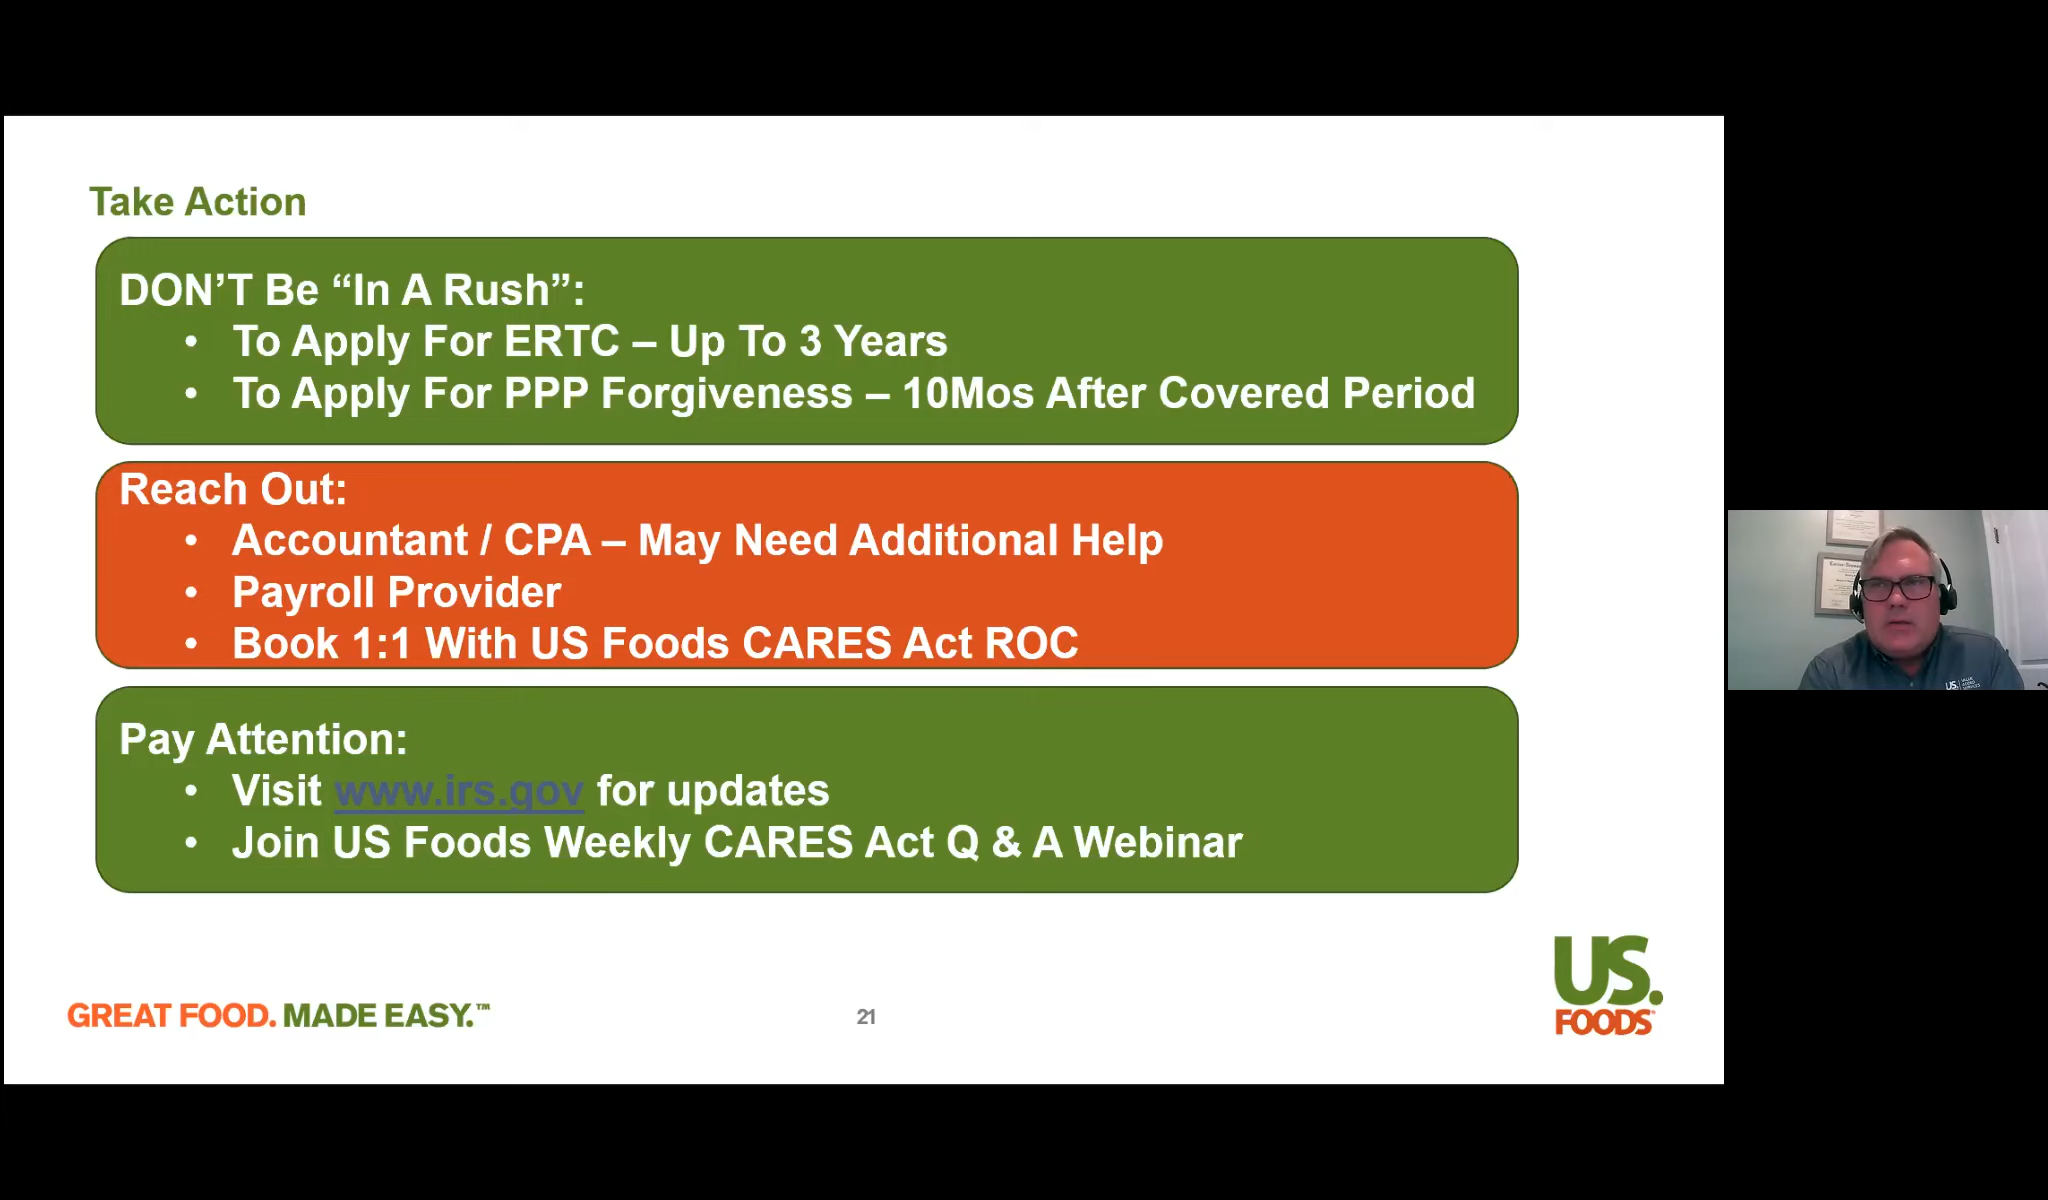 Take Action
DON'T Be “In A Rush”:
• To Apply For ERTC – Up To 3 Years
• To Apply For PPP Forgiveness – 10Mos After Covered Period
Reach Out:
• Accountant / CPA – May Need Additional Help
• Payroll Provider
• Book 1:1 With US Foods CARES Act ROC
Pay Attention:
• Visit www.irs.gov for updates
• Join US Foods Weekly CARES Act Q & A Webinar
GREAT FOOD. MADE EASY.™
21
US.
FOODS®
US.